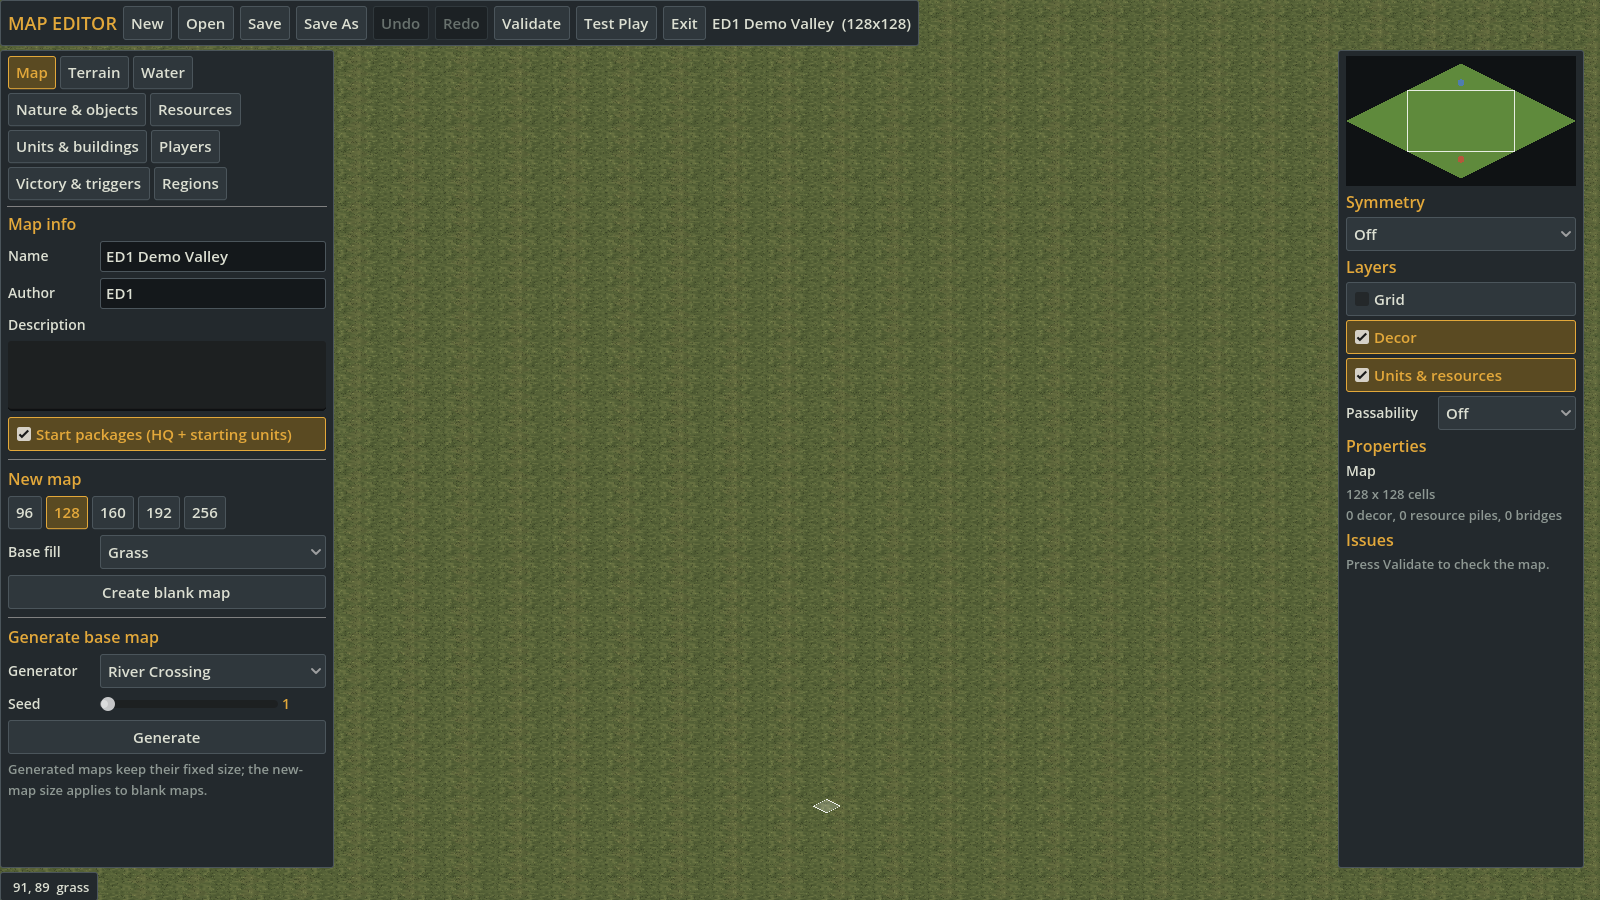 MAP EDITOR New Open Save Save As Undo Redo Validate Test Play Exit ED1 Demo Valley (128x128)
Map Terrain Water
Nature & objects Resources
Units & buildings Players
Victory & triggers Regions
Map info
Name ED1 Demo Valley
Author ED1
Description
Start packages (HQ + starting units)
New map
96 128 160 192 256
Base fill Grass
Create blank map
Generate base map
Generator River Crossing
Seed 1
Generate
Generated maps keep their fixed size; the new-
map size applies to blank maps.
91, 89 grass
Symmetry
Off
Layers
Grid
Decor
Units & resources
Passability Off
Properties
Map
128 x 128 cells
0 decor, 0 resource piles, 0 bridges
Issues
Press Validate to check the map.